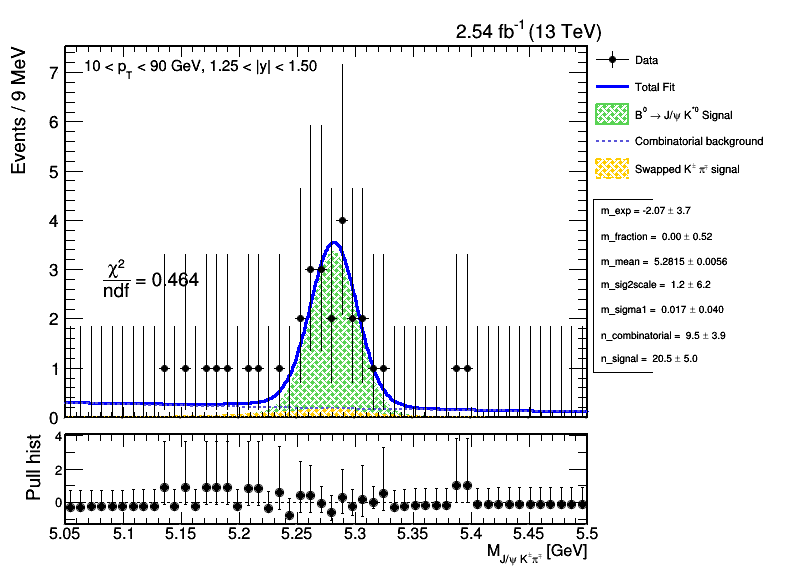 2.54 fb⁻¹ (13 TeV)
Events / 9 MeV
10 < p_T < 90 GeV, 1.25 < |y| < 1.50
χ²
ndf = 0.464
0 1 2 3 4 5 6 7
Data
Total Fit
B⁰ → J/ψ K*⁰ Signal
Combinatorial background
Swapped K± π∓ signal
m_exp = -2.07 ± 3.7
m_fraction = 0.00 ± 0.52
m_mean = 5.2815 ± 0.0056
m_sig2scale = 1.2 ± 6.2
m_sigma1 = 0.017 ± 0.040
n_combinatorial = 9.5 ± 3.9
n_signal = 20.5 ± 5.0
Pull hist
4
2
0
5.05 5.1 5.15 5.2 5.25 5.3 5.35 5.4 5.45 5.5
M_J/ψ K±π∓ [GeV]